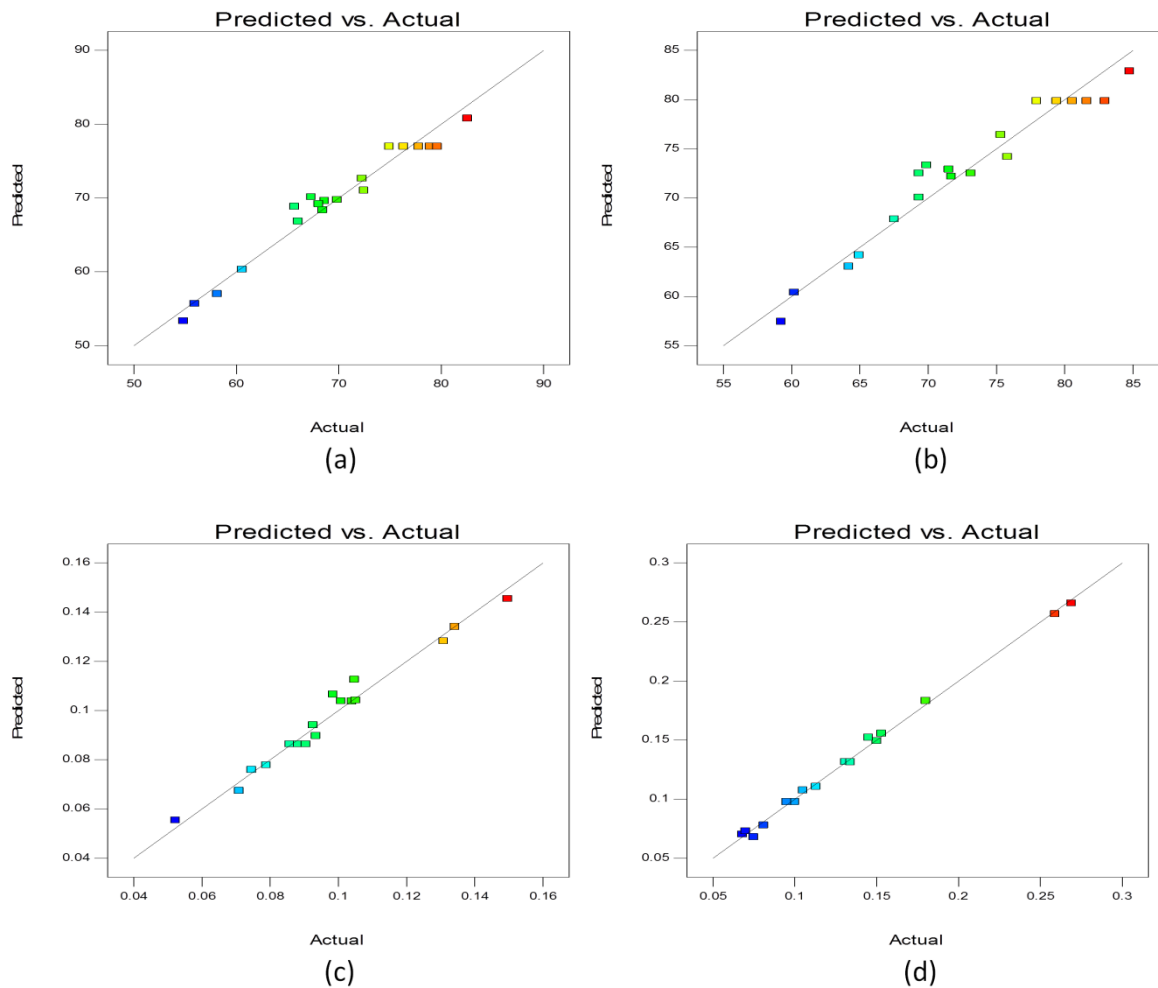 Predicted vs. Actual
90
80
70
60
50
Predicted
50 60 70 80 90
Actual
(a)
Predicted vs. Actual
85
80
75
70
65
60
55
Predicted
55 60 65 70 75 80 85
Actual
(b)
Predicted vs. Actual
0.16
0.14
0.12
0.1
0.08
0.06
0.04
Predicted
0.04 0.06 0.08 0.1 0.12 0.14 0.16
Actual
(c)
Predicted vs. Actual
0.3
0.25
0.2
0.15
0.1
0.05
Predicted
0.05 0.1 0.15 0.2 0.25 0.3
Actual
(d)